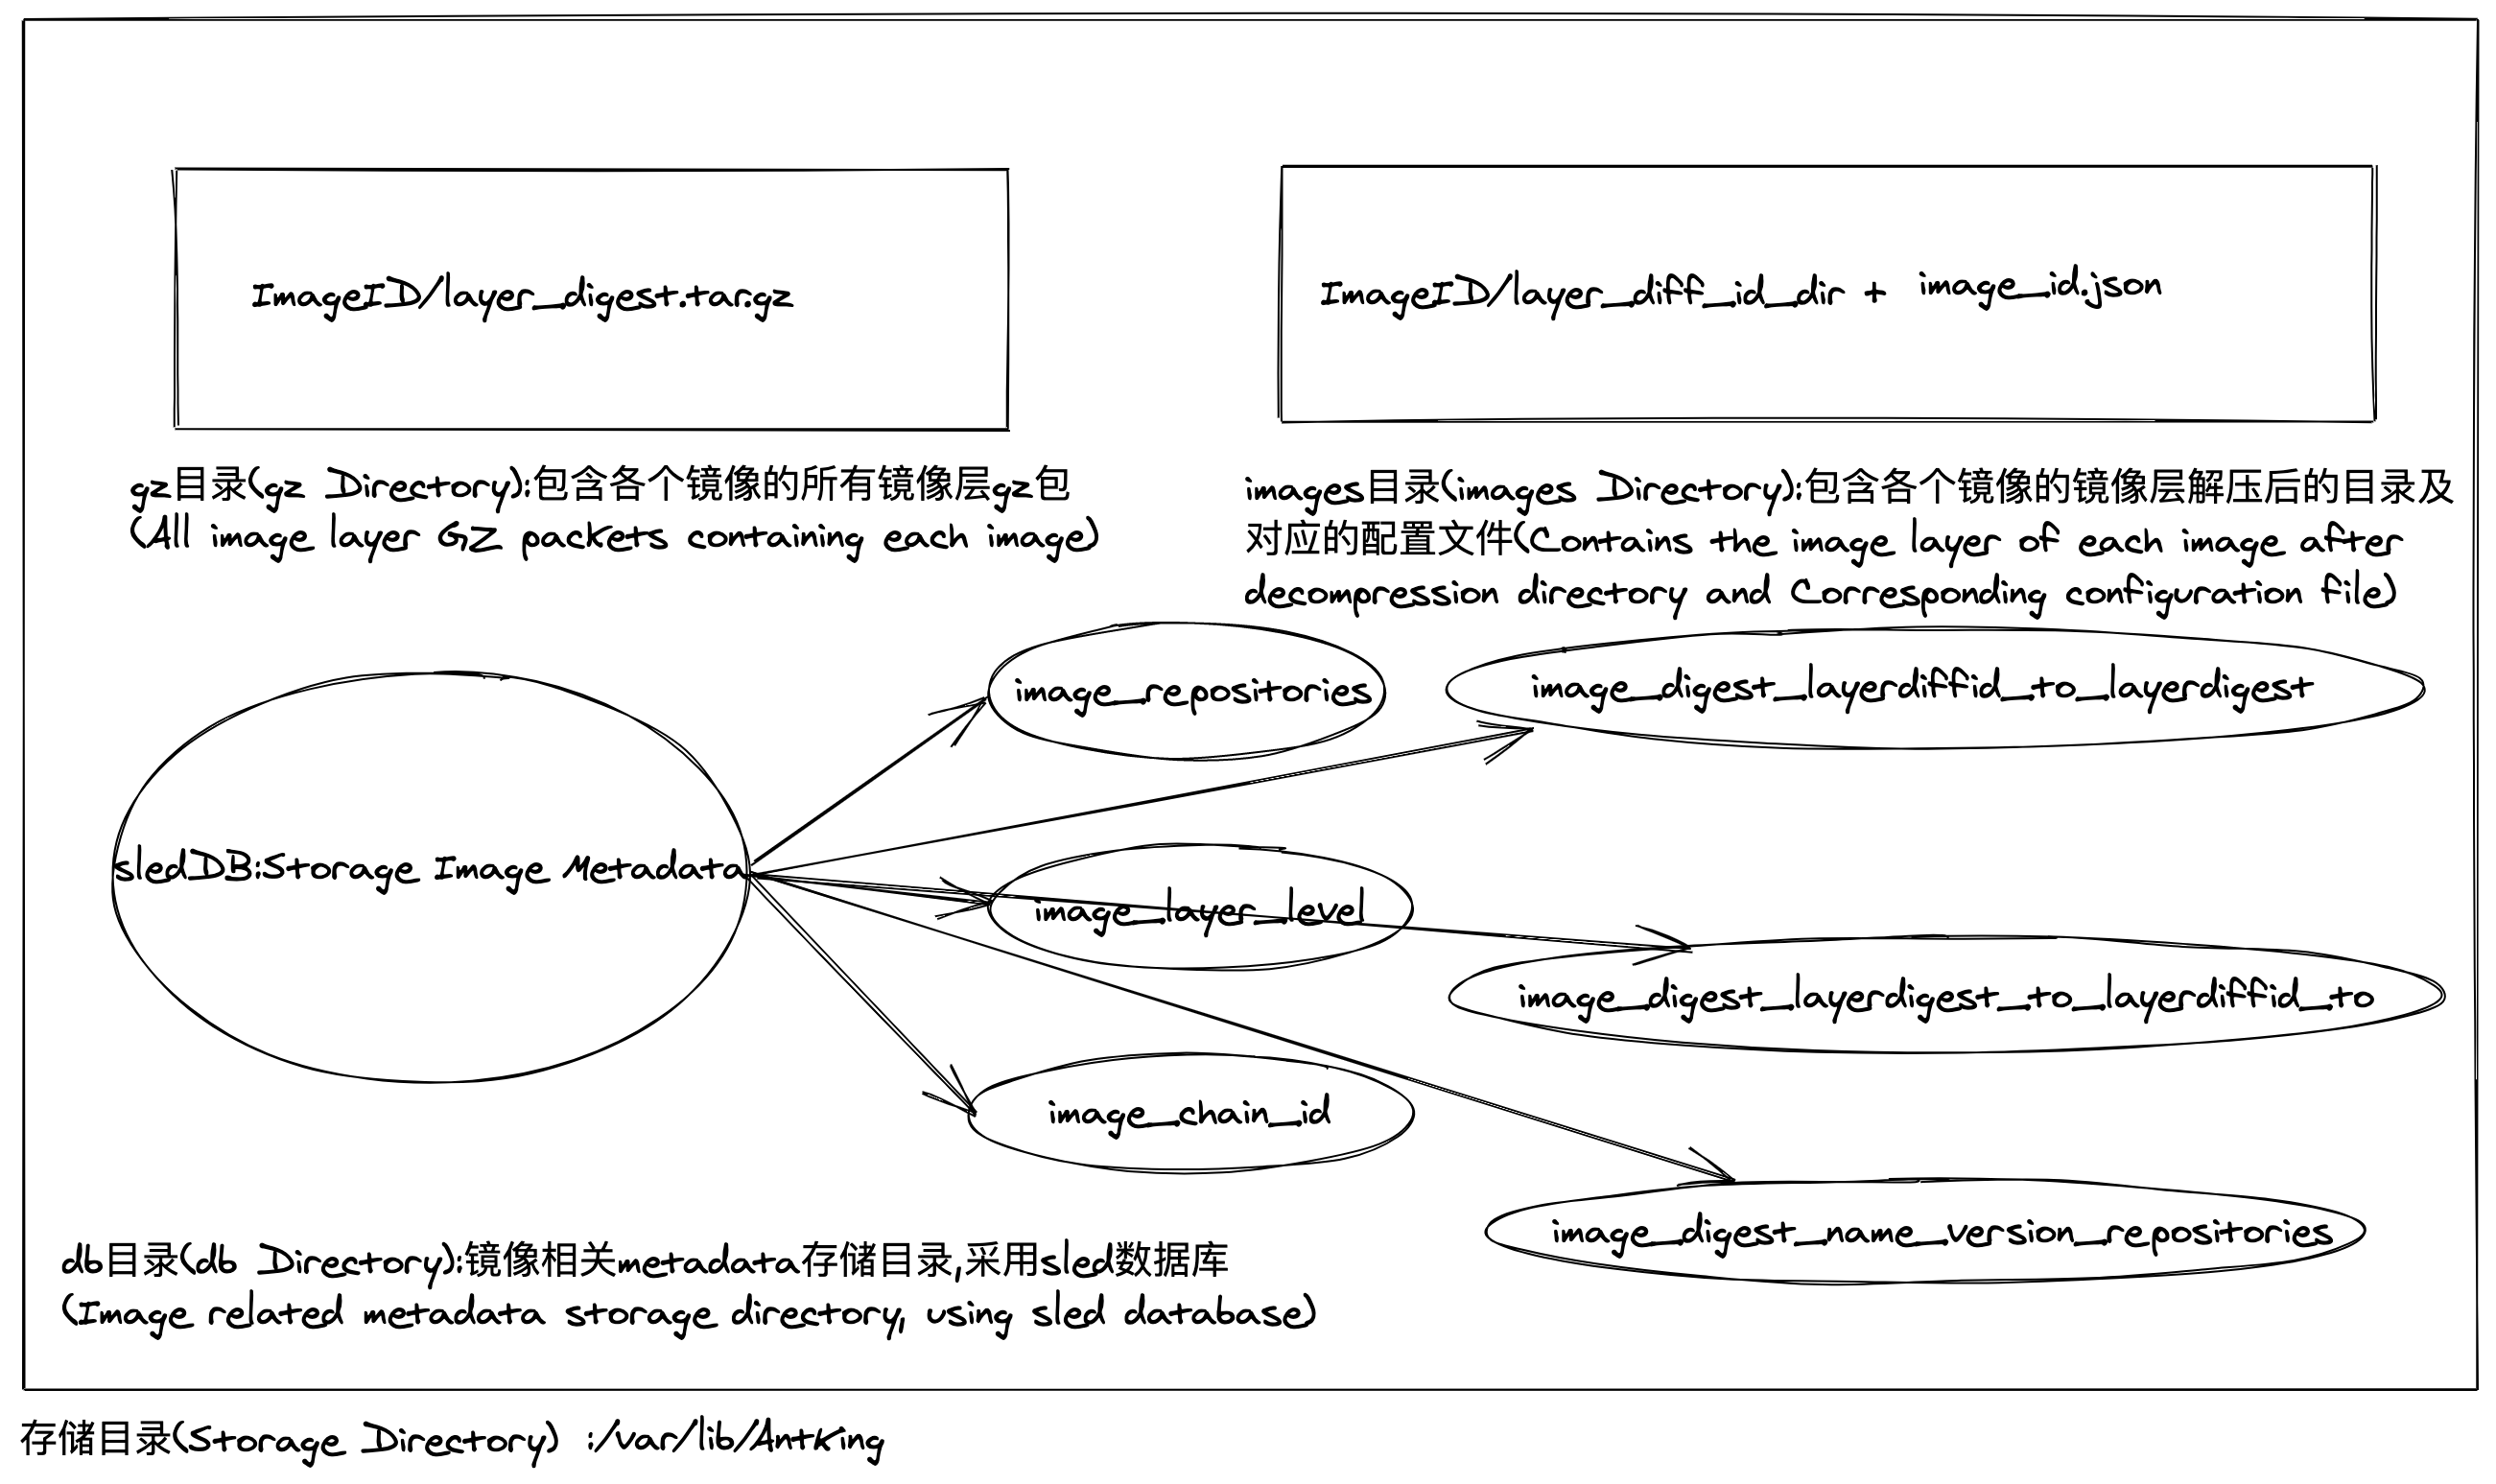 ImageID/layer_digest.tar.gz
ImageID/layer_diff_id_dir + image_id.json
gz目录(gz Directory):包含各个镜像的所有镜像层gz包
(All image layer GZ packets containing each image)
images目录(images Directory):包含各个镜像的镜像层解压后的目录及
对应的配置文件(Contains the image layer of each image after
decompression directory and Corresponding configuration file)
image_repositories
image_digest_layerdiffid_to_layerdigest
sledDB:Storage Image Metadata
image_layer_level
image_digest_layerdigest_to_layerdiffid_to
image_chain_id
image_digest_name_version_repositories
db目录(db Directory):镜像相关metadata存储目录,采用sled数据库
(Image related metadata storage directory, using sled database)
存储目录(Storage Directory) :/var/lib/AntKing